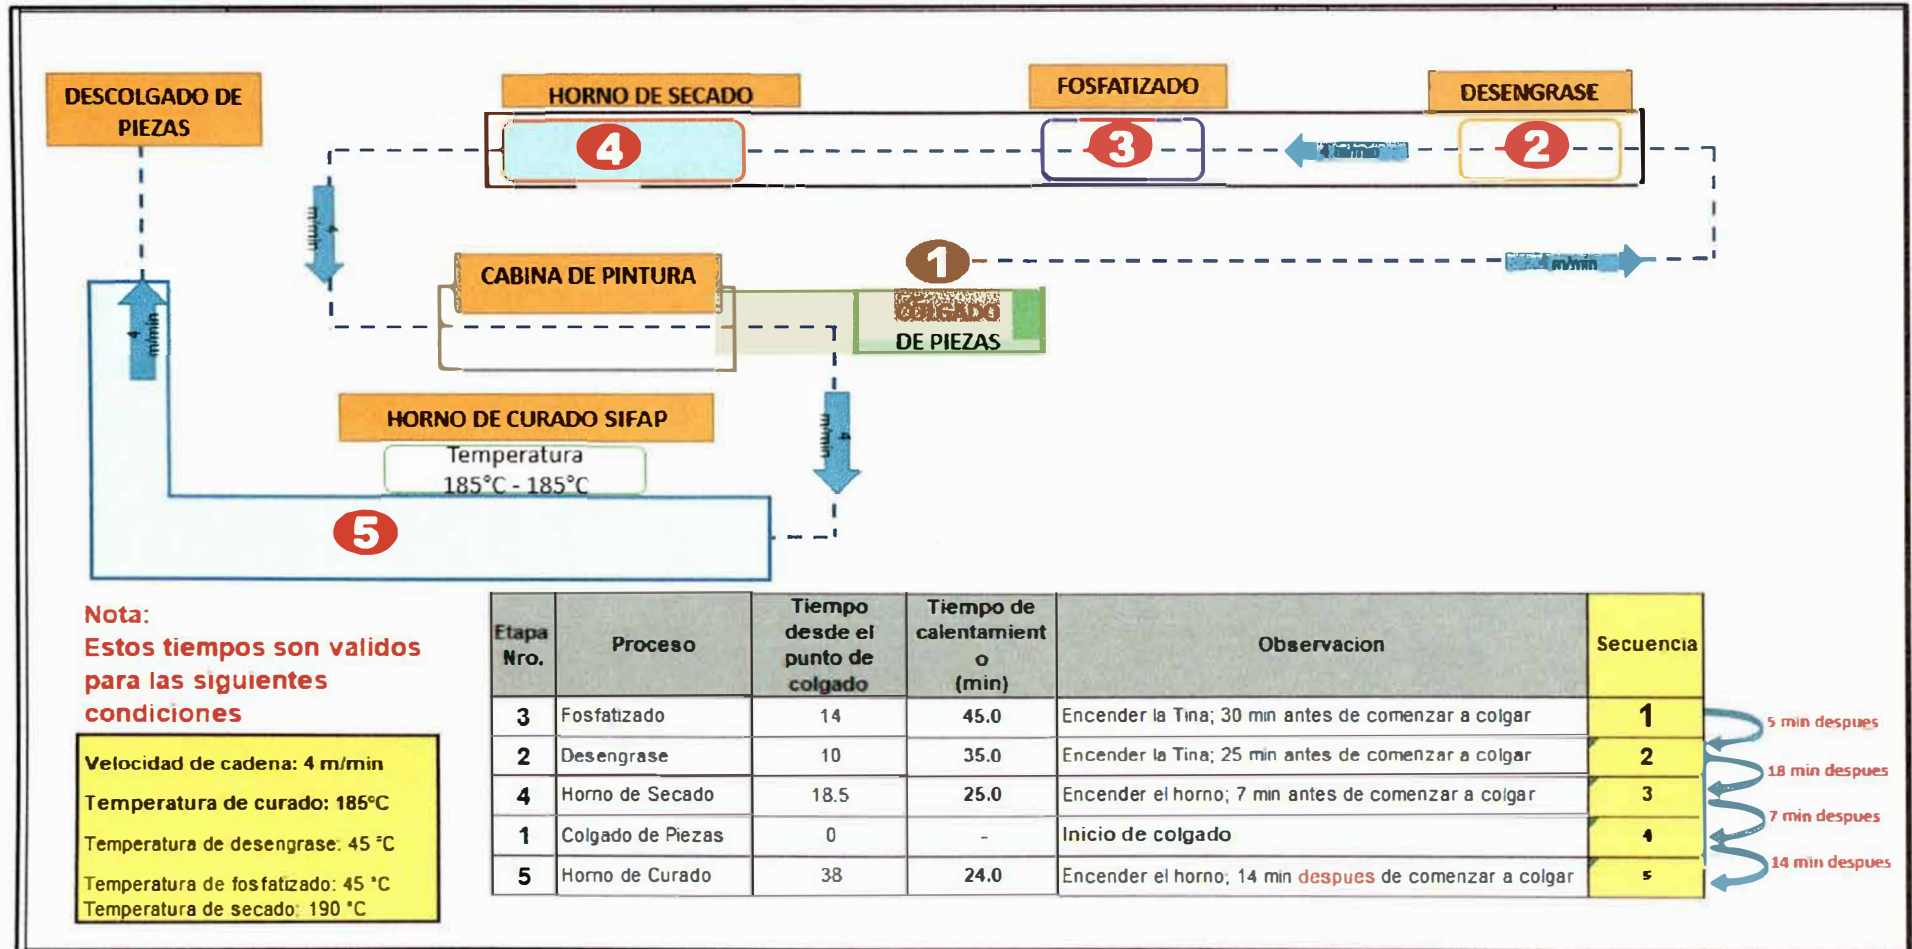 DESCOLGADO DE
PIEZAS
HORNO DE SECADO
FOSFATIZADO
DESENGRASE
4
3
2
4
m/min
1
m/min
CABINA DE PINTURA
COLGADO
DE PIEZAS
4
m/min
4
m/min
HORNO DE CURADO SIFAP
Temperatura
185°C - 185°C
5
Nota:
Estos tiempos son validos
para las siguientes
condiciones
Velocidad de cadena: 4 m/min
Temperatura de curado: 185°C
Temperatura de desengrase: 45 °C
Temperatura de fosfatizado: 45 °C
Temperatura de secado: 190 °C
Etapa Nro. Proceso Tiempo desde el punto de colgado Tiempo de calentamient o (min) Observacion Secuencia
3 Fosfatizado 14 45.0 Encender la Tina; 30 min antes de comenzar a colgar 1
2 Desengrase 10 35.0 Encender la Tina; 25 min antes de comenzar a colgar 2
4 Horno de Secado 18.5 25.0 Encender el horno; 7 min antes de comenzar a colgar 3
1 Colgado de Piezas 0 - Inicio de colgado 4
5 Horno de Curado 38 24.0 Encender el horno; 14 min despues de comenzar a colgar 5
5 min despues
18 min despues
7 min despues
14 min despues